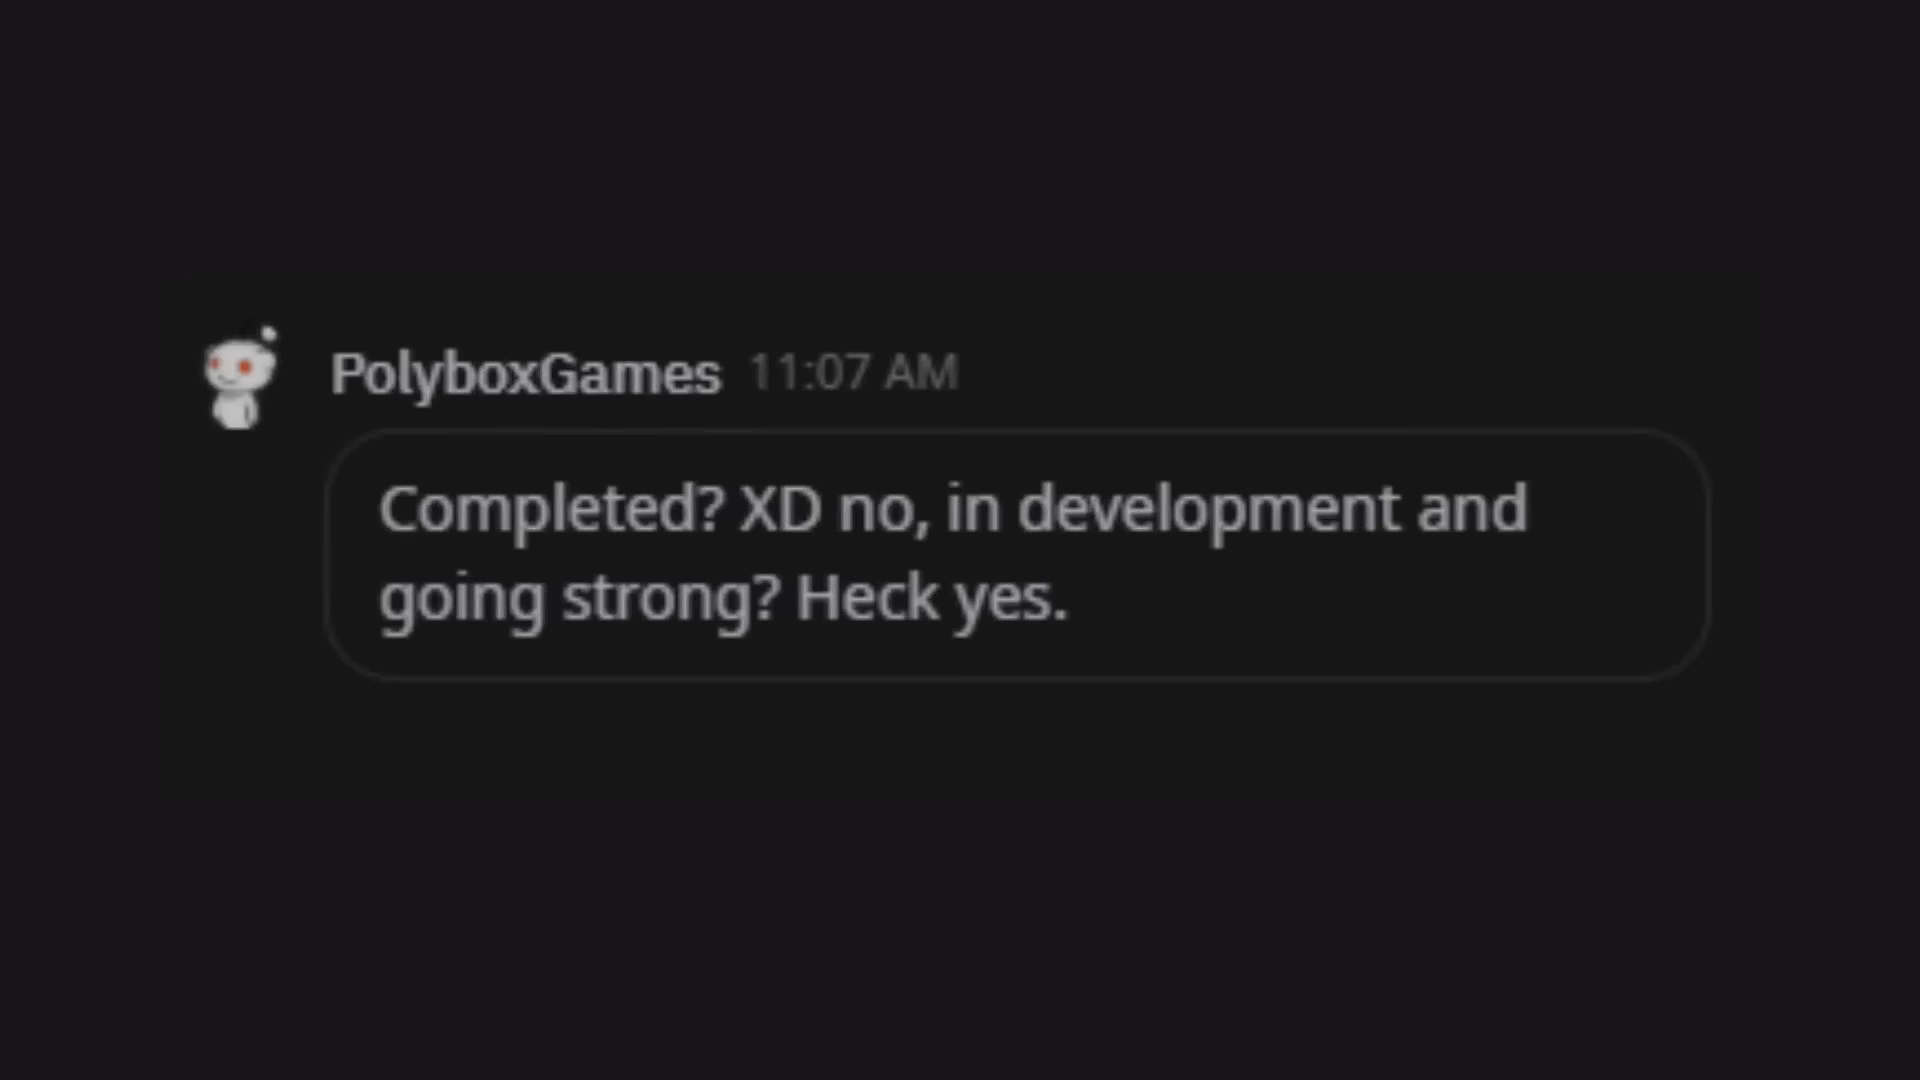 PolyboxGames 11:07 AM
Completed? XD no, in development and
going strong? Heck yes.